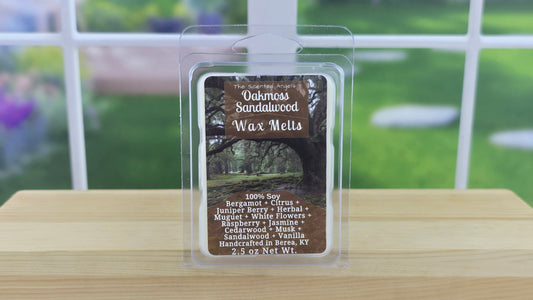 The Scented Angels
Oakmoss
Sandalwood
Wax Melts
100% Soy
Bergamot + Citrus +
Juniper Berry + Herbal +
Muguet + White Flowers +
Raspberry + Jasmine +
Cedarwood + Musk +
Sandalwood + Vanilla
Handcrafted in Berea, KY
2.5 oz Net Wt.